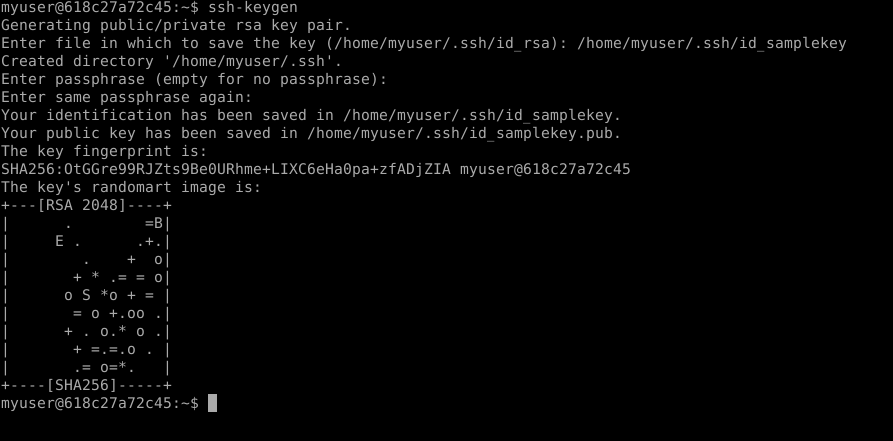 myuser@618c27a72c45:~$ ssh-keygen
Generating public/private rsa key pair.
Enter file in which to save the key (/home/myuser/.ssh/id_rsa): /home/myuser/.ssh/id_samplekey
Created directory '/home/myuser/.ssh'.
Enter passphrase (empty for no passphrase):
Enter same passphrase again:
Your identification has been saved in /home/myuser/.ssh/id_samplekey.
Your public key has been saved in /home/myuser/.ssh/id_samplekey.pub.
The key fingerprint is:
SHA256:OtGGre99RJZts9Be0URhme+LIXC6eHa0pa+zfADjZIA myuser@618c27a72c45
The key's randomart image is:
+---[RSA 2048]----+
|      .        =B|
|     E .      .+.|
|        .    +  o|
|       + * .= = o|
|      o S *o + = |
|       = o +.oo .|
|      + . o.* o .|
|       + =.=.o . |
|       .= o=*.   |
+----[SHA256]-----+
myuser@618c27a72c45:~$